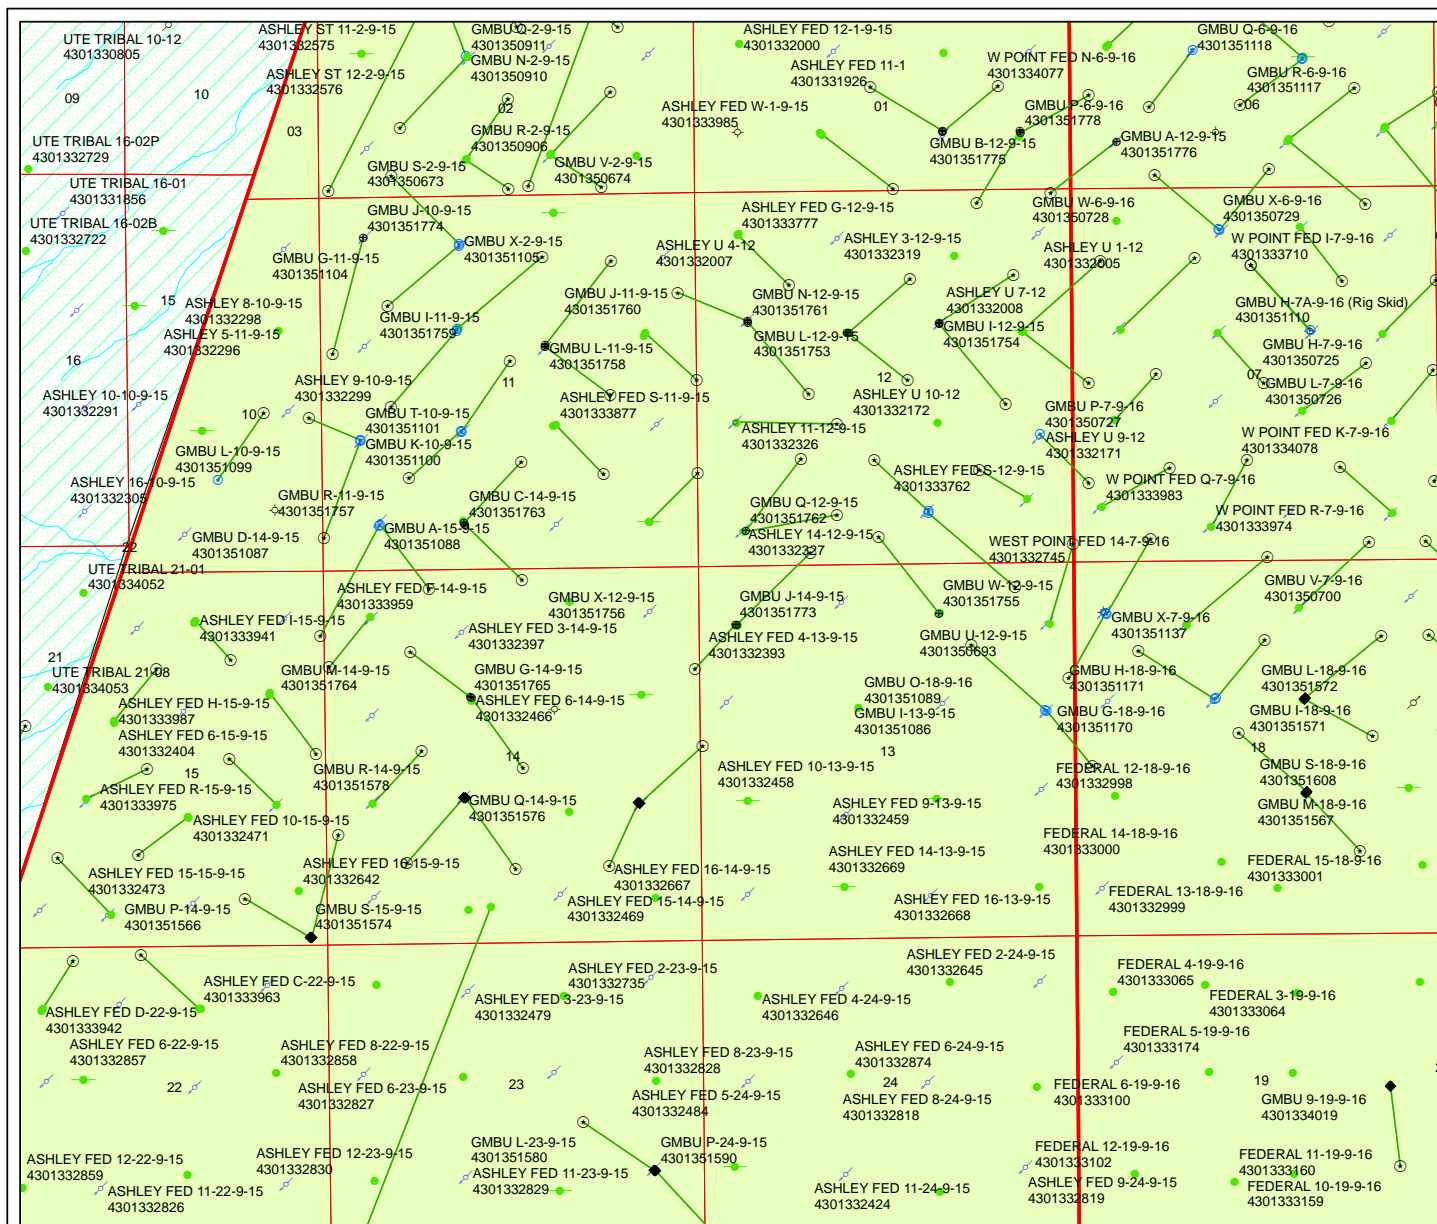 UTE TRIBAL 10-12
4301330805
ASHLEY ST 11-2-9-15
4301332575
GMBU Q-2-9-15
4301350911
GMBU N-2-9-15
4301350910
ASHLEY FED 12-1-9-15
4301332000
ASHLEY FED 11-1
4301331926
W POINT FED N-6-9-16
4301334077
GMBU Q-6-9-16
4301351118
GMBU R-6-9-16
4301351117
09
10
ASHLEY ST 12-2-9-15
4301332576
03
02
ASHLEY FED W-1-9-15
4301333985
01
GMBU P-6-9-16
4301351778
06
UTE TRIBAL 16-02P
4301332729
GMBU R-2-9-15
4301350906
GMBU S-2-9-15
4301350673
GMBU V-2-9-15
4301350674
GMBU B-12-9-15
4301351775
GMBU A-12-9-15
4301351776
UTE TRIBAL 16-01
4301331856
UTE TRIBAL 16-02B
4301332722
GMBU J-10-9-15
4301351774
ASHLEY FED G-12-9-15
4301333777
GMBU W-6-9-16
4301350728
GMBU X-6-9-16
4301350729
GMBU G-11-9-15
4301351104
GMBU X-2-9-15
4301351105
ASHLEY U 4-12
4301332007
ASHLEY 3-12-9-15
4301332319
ASHLEY U 1-12
4301332005
W POINT FED I-7-9-16
4301333710
15
ASHLEY 8-10-9-15
4301332298
GMBU J-11-9-15
4301351760
GMBU N-12-9-15
4301351761
ASHLEY U 7-12
4301332008
GMBU H-7A-9-16 (Rig Skid)
4301351110
ASHLEY 5-11-9-15
4301332296
GMBU I-11-9-15
4301351759
GMBU L-12-9-15
4301351753
GMBU I-12-9-15
4301351754
GMBU H-7-9-16
4301350725
16
GMBU L-11-9-15
4301351758
ASHLEY 9-10-9-15
4301332299
11
12
07
GMBU L-7-9-16
4301350726
ASHLEY 10-10-9-15
4301332291
10
ASHLEY FED S-11-9-15
4301333877
ASHLEY U 10-12
4301332172
GMBU P-7-9-16
4301350727
GMBU T-10-9-15
4301351101
GMBU K-10-9-15
4301351100
ASHLEY 11-12-9-15
4301332326
ASHLEY U 9-12
4301332171
W POINT FED K-7-9-16
4301334078
GMBU L-10-9-15
4301351099
ASHLEY 16-10-9-15
4301332305
ASHLEY FED S-12-9-15
4301333762
W POINT FED Q-7-9-16
4301333983
GMBU R-11-9-15
4301351757
GMBU C-14-9-15
4301351763
GMBU Q-12-9-15
4301351762
W POINT FED R-7-9-16
4301333974
GMBU D-14-9-15
4301351087
GMBU A-15-9-15
4301351088
ASHLEY 14-12-9-15
4301332327
WEST POINT FED 14-7-9-16
4301332745
22
UTE TRIBAL 21-01
4301334052
ASHLEY FED F-14-9-15
4301333959
GMBU X-12-9-15
4301351756
GMBU J-14-9-15
4301351773
GMBU W-12-9-15
4301351755
GMBU V-7-9-16
4301350700
ASHLEY FED I-15-9-15
4301333941
ASHLEY FED 3-14-9-15
4301332397
ASHLEY FED 4-13-9-15
4301332393
GMBU U-12-9-15
4301350693
GMBU X-7-9-16
4301351137
21
UTE TRIBAL 21-08
4301334053
GMBU M-14-9-15
4301351764
GMBU G-14-9-15
4301351765
GMBU O-18-9-16
4301351089
GMBU H-18-9-16
4301351171
GMBU L-18-9-16
4301351572
ASHLEY FED H-15-9-15
4301333987
ASHLEY FED 6-14-9-15
4301332466
GMBU I-13-9-15
4301351086
GMBU G-18-9-16
4301351170
GMBU I-18-9-16
4301351571
ASHLEY FED 6-15-9-15
4301332404
14
13
18
15
GMBU R-14-9-15
4301351578
ASHLEY FED 10-13-9-15
4301332458
FEDERAL 12-18-9-16
4301332998
GMBU S-18-9-16
4301351608
ASHLEY FED R-15-9-15
4301333975
GMBU Q-14-9-15
4301351576
ASHLEY FED 9-13-9-15
4301332459
GMBU M-18-9-16
4301351567
ASHLEY FED 10-15-9-15
4301332471
FEDERAL 14-18-9-16
4301333000
ASHLEY FED 15-15-9-15
4301332473
ASHLEY FED 16-15-9-15
4301332642
ASHLEY FED 16-14-9-15
4301332667
ASHLEY FED 14-13-9-15
4301332669
FEDERAL 15-18-9-16
4301333001
GMBU P-14-9-15
4301351566
GMBU S-15-9-15
4301351574
ASHLEY FED 15-14-9-15
4301332469
ASHLEY FED 16-13-9-15
4301332668
FEDERAL 13-18-9-16
4301332999
ASHLEY FED C-22-9-15
4301333963
ASHLEY FED 2-23-9-15
4301332735
ASHLEY FED 2-24-9-15
4301332645
FEDERAL 4-19-9-16
4301333065
ASHLEY FED D-22-9-15
4301333942
ASHLEY FED 3-23-9-15
4301332479
ASHLEY FED 4-24-9-15
4301332646
FEDERAL 3-19-9-16
4301333064
ASHLEY FED 6-22-9-15
4301332857
ASHLEY FED 8-22-9-15
4301332858
ASHLEY FED 8-23-9-15
4301332828
ASHLEY FED 6-24-9-15
4301332874
FEDERAL 5-19-9-16
4301333174
22
ASHLEY FED 6-23-9-15
4301332827
23
ASHLEY FED 5-24-9-15
4301332484
24
ASHLEY FED 8-24-9-15
4301332818
FEDERAL 6-19-9-16
4301333100
19
GMBU 9-19-9-16
4301334019
ASHLEY FED 12-22-9-15
4301332859
ASHLEY FED 12-23-9-15
4301332830
GMBU L-23-9-15
4301351580
GMBU P-24-9-15
4301351590
FEDERAL 12-19-9-16
4301333102
FEDERAL 11-19-9-16
4301333160
ASHLEY FED 11-22-9-15
4301332826
ASHLEY FED 11-23-9-15
4301332829
ASHLEY FED 11-24-9-15
4301332424
ASHLEY FED 9-24-9-15
4301332819
FEDERAL 10-19-9-16
4301333159